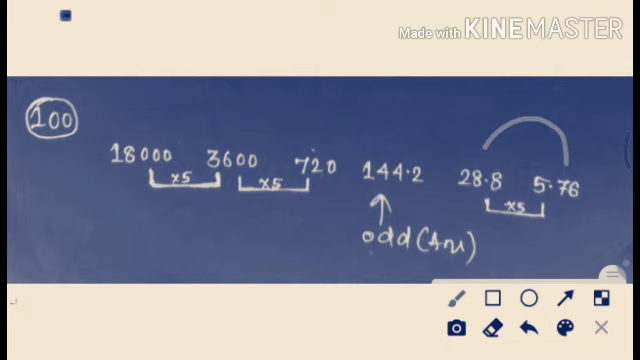 Made with KINEMASTER
100
18000 3600 720 144.2 28.8 5.76
x5 x5 x5
odd (Ans)